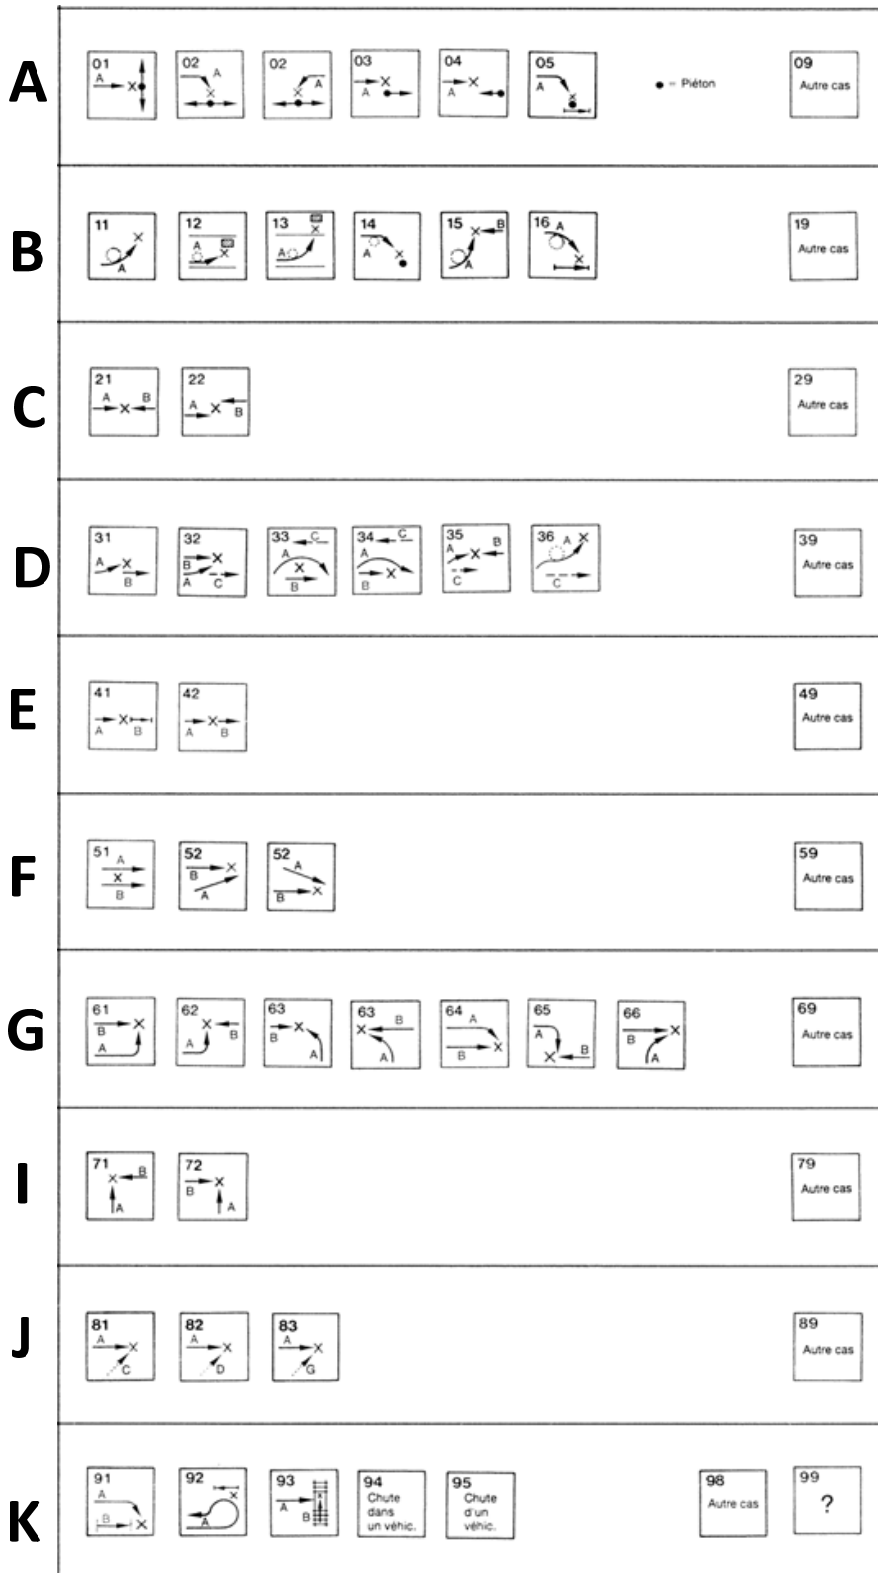 A
01
A
02
A
02
A
03
A
04
A
05
A
= Piéton
09
Autre cas
B
11
A
12
A
13
A
14
A
15
B
A
16
A
19
Autre cas
C
21
A B
22
A
B
29
Autre cas
D
31
A
B
32
B
A C
33
C
A
B
34
C
A
B
35
A B
C
36
A
C
39
Autre cas
E
41
A B
42
A B
49
Autre cas
F
51
A
B
52
B
A
52
A
B
59
Autre cas
G
61
B
A
62
A B
63
B
A
63
B
A
64
A
B
65
A
B
66
B
A
69
Autre cas
I
71
B
A
72
B
A
79
Autre cas
J
81
A
C
82
A
D
83
A
G
89
Autre cas
K
91
A
B
92
A
93
A
B
94
Chute
dans
un véhic.
95
Chute
d'un
véhic.
98
Autre cas
99
?